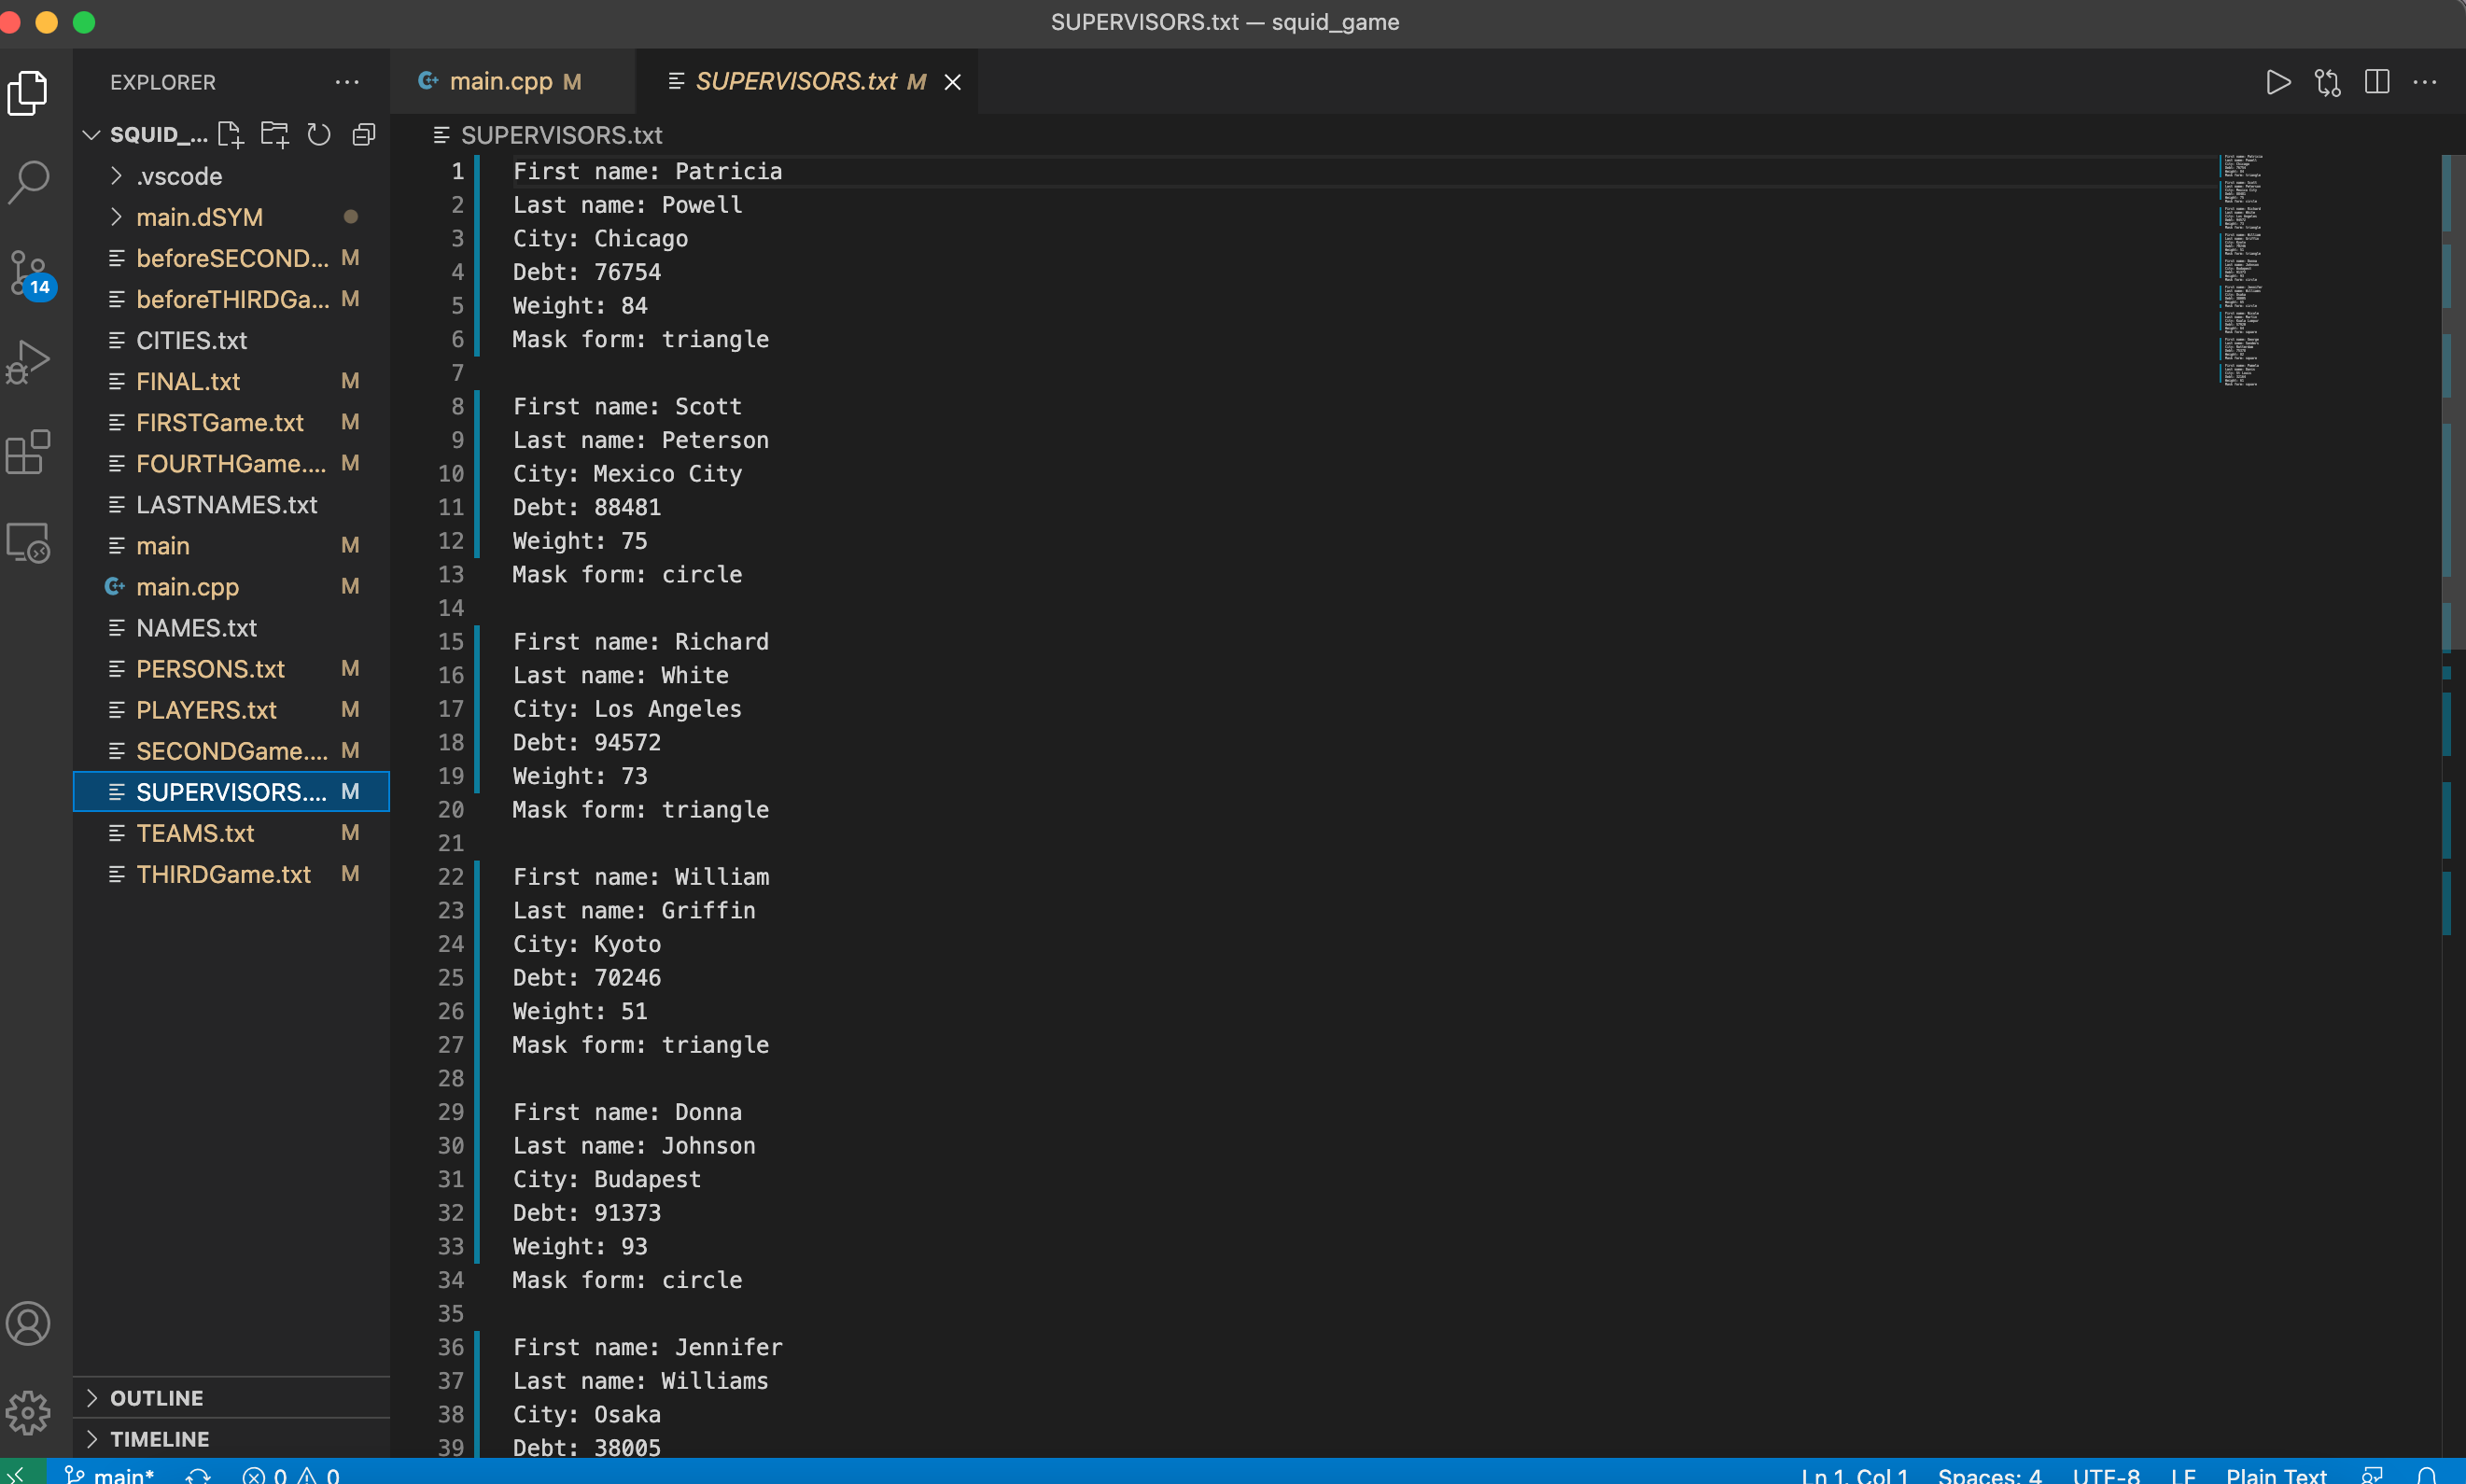 SUPERVISORS.txt — squid_game
EXPLORER
main.cpp M
SUPERVISORS.txt M
SQUID_...
SUPERVISORS.txt
.vscode
main.dSYM
beforeSECOND... M
beforeTHIRDGa... M
CITIES.txt
FINAL.txt M
FIRSTGame.txt M
FOURTHGame.... M
LASTNAMES.txt
main M
main.cpp M
NAMES.txt
PERSONS.txt M
PLAYERS.txt M
SECONDGame.... M
SUPERVISORS.... M
TEAMS.txt M
THIRDGame.txt M
14
OUTLINE
TIMELINE
1 First name: Patricia
2 Last name: Powell
3 City: Chicago
4 Debt: 76754
5 Weight: 84
6 Mask form: triangle
7
8 First name: Scott
9 Last name: Peterson
10 City: Mexico City
11 Debt: 88481
12 Weight: 75
13 Mask form: circle
14
15 First name: Richard
16 Last name: White
17 City: Los Angeles
18 Debt: 94572
19 Weight: 73
20 Mask form: triangle
21
22 First name: William
23 Last name: Griffin
24 City: Kyoto
25 Debt: 70246
26 Weight: 51
27 Mask form: triangle
28
29 First name: Donna
30 Last name: Johnson
31 City: Budapest
32 Debt: 91373
33 Weight: 93
34 Mask form: circle
35
36 First name: Jennifer
37 Last name: Williams
38 City: Osaka
39 Debt: 38005
main* 0 0 Ln 1, Col 1 Spaces: 4 UTF-8 LF Plain Text